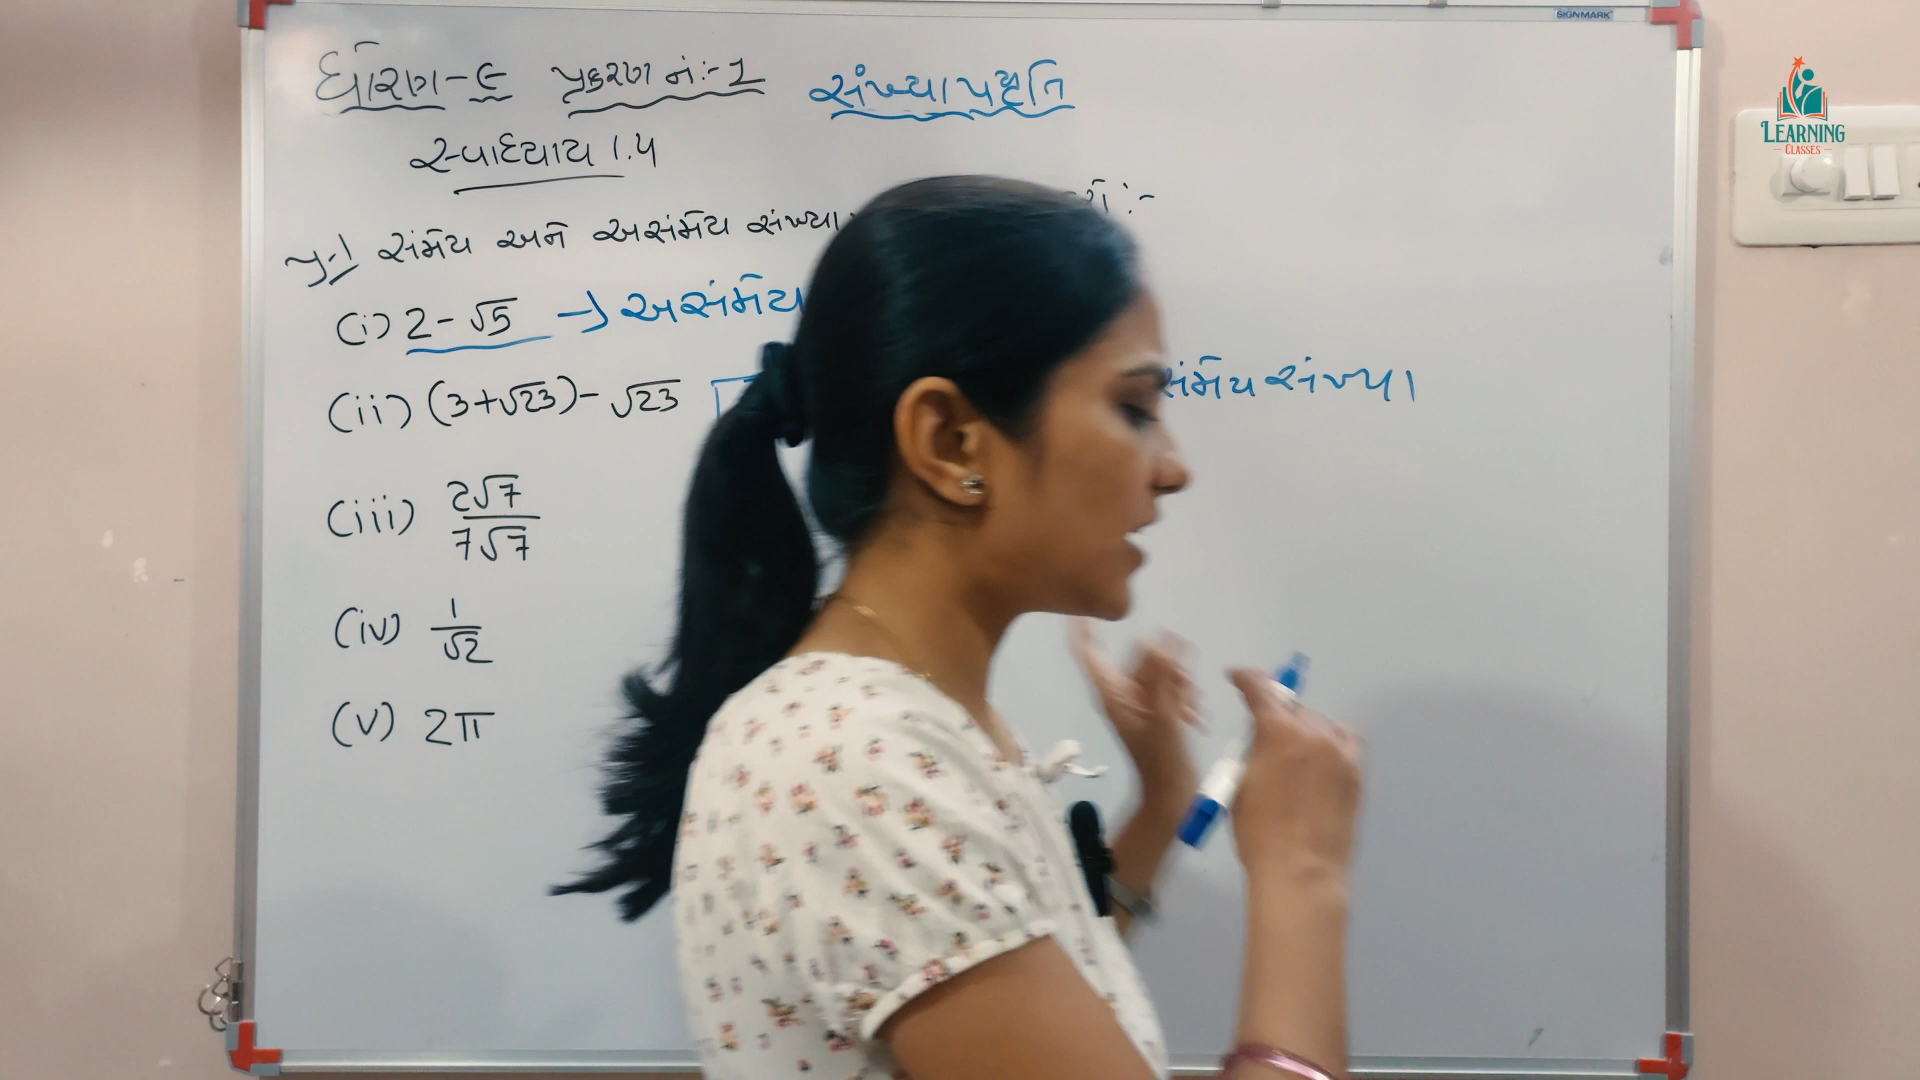 SIGNMARK
ધોરણ-૯ પ્રકરણ નં:-1 સંખ્યા પદ્ધતિ
LEARNING
CLASSES
સ્વાધ્યાય 1.4
પ્ર-1 સંમેય અને અસંમેય સંખ્યા :-
(i) 2-√5 → અસંમેય
(ii) (3+√23)-√23 સંમેય સંખ્યા
(iii) 2√7/7√7
(iv) 1/√2
(v) 2π